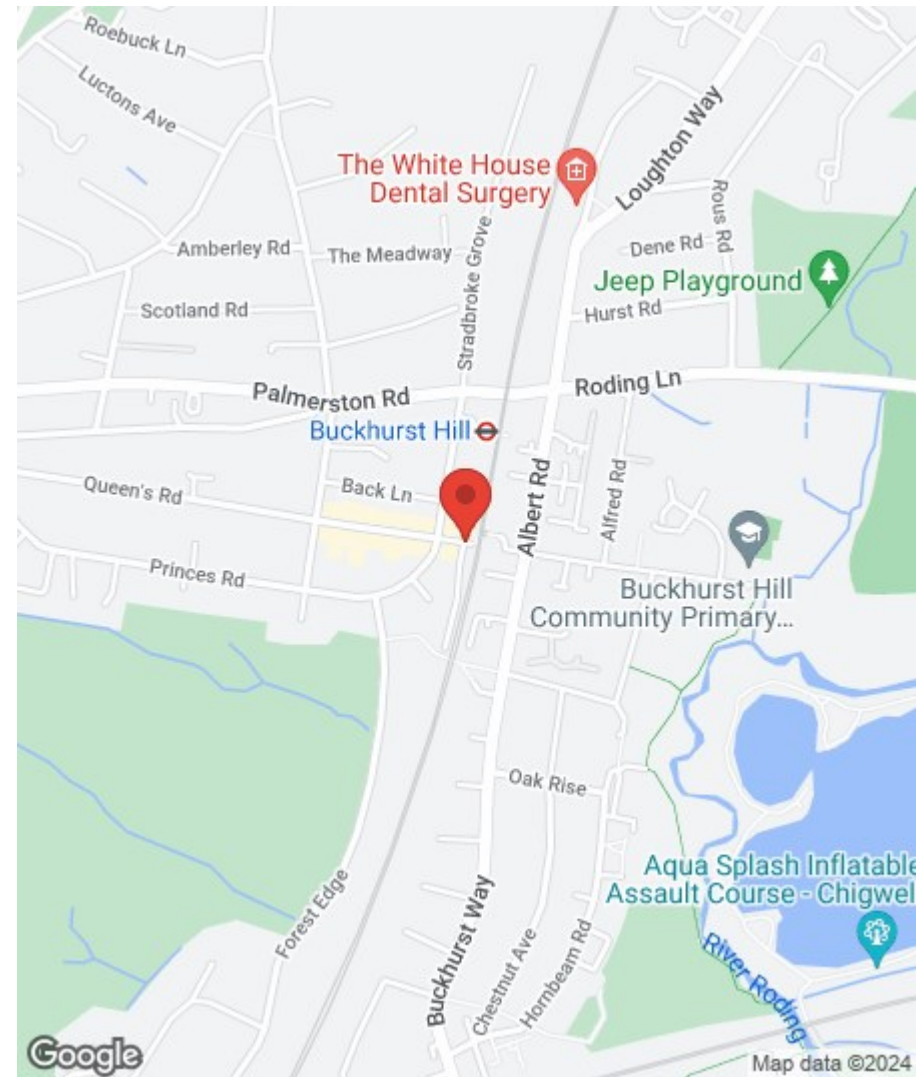 Roebuck Ln
Luctons Ave
Loughton Way
The White House
Dental Surgery
Rous Rd
Amberley Rd
The Meadway
Stradbroke Grove
Dene Rd
Jeep Playground
Scotland Rd
Hurst Rd
Palmerston Rd
Roding Ln
Buckhurst Hill
Queen's Rd
Back Ln
Albert Rd
Alfred Rd
Princes Rd
Buckhurst Hill
Community Primary...
Oak Rise
Aqua Splash Inflatable
Assault Course - Chigwel
Forest Edge
Buckhurst Way
Chestnut Ave
Hornbeam Rd
River Roding
Google
Map data ©2024